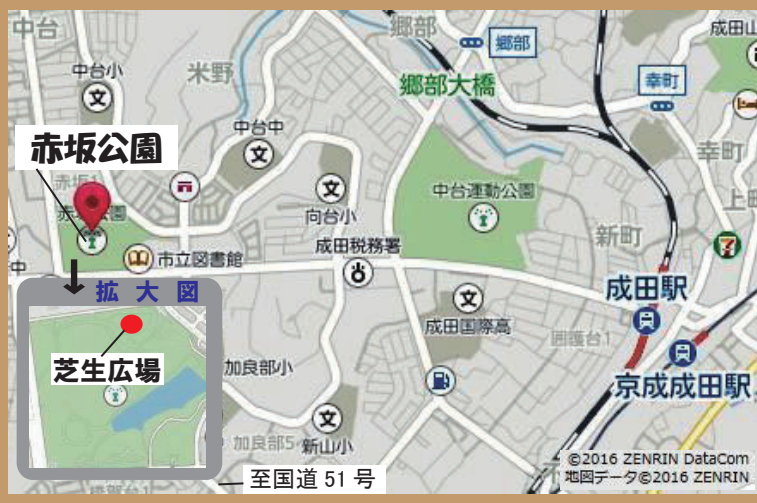 中台
郷部
成田山
中台小
米野
郷部
郷部大橋
幸町
中台中
赤坂公園
幸町
赤坂1
中台運動公園
向台小
新町
成田税務署
市立図書館
中
成田駅
拡大図
成田国際高
囲護台1
芝生広場
加良部小
京成成田駅
加良部5
新山小
©2016 ZENRIN DataCom
地図データ©2016 ZENRIN
至国道 51 号